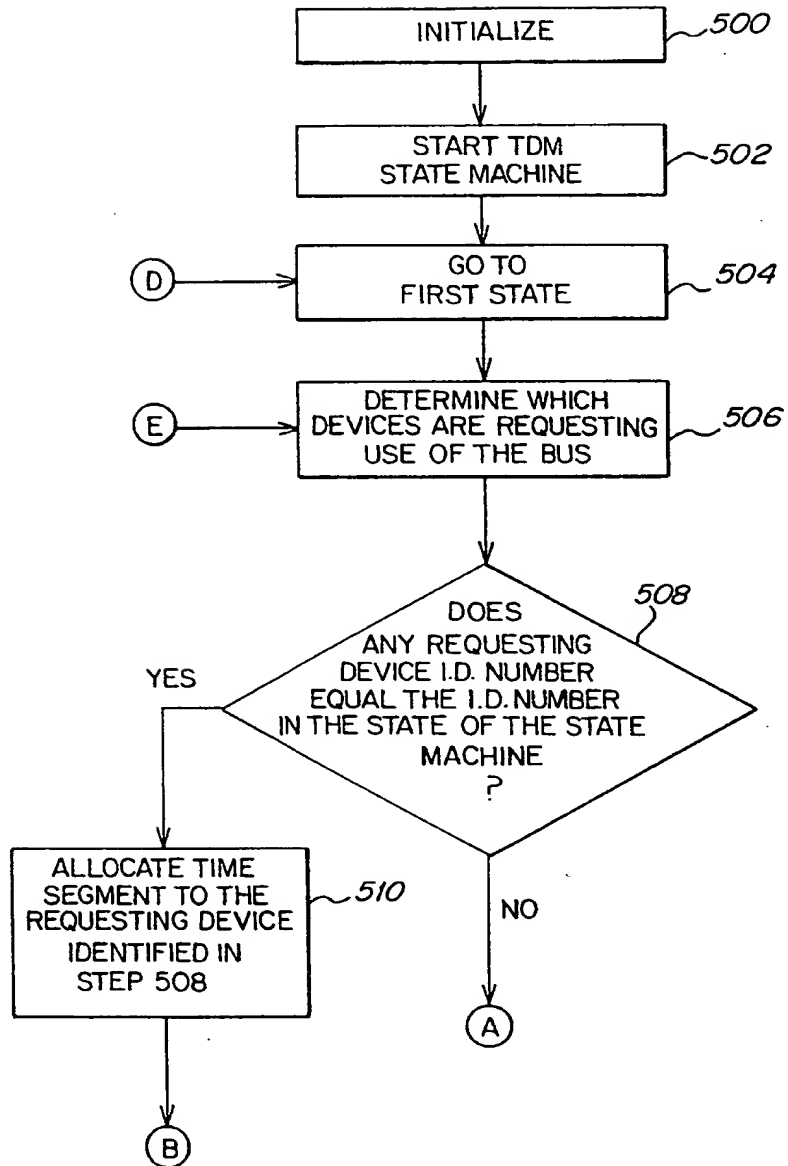 INITIALIZE
500
START TDM
STATE MACHINE
502
D
GO TO
FIRST STATE
504
E
DETERMINE WHICH
DEVICES ARE REQUESTING
USE OF THE BUS
506
508
DOES
ANY REQUESTING
DEVICE I.D. NUMBER
EQUAL THE I.D. NUMBER
IN THE STATE OF THE STATE
MACHINE
?
YES
ALLOCATE TIME
SEGMENT TO THE
REQUESTING DEVICE
IDENTIFIED IN
STEP 508
510
NO
A
B